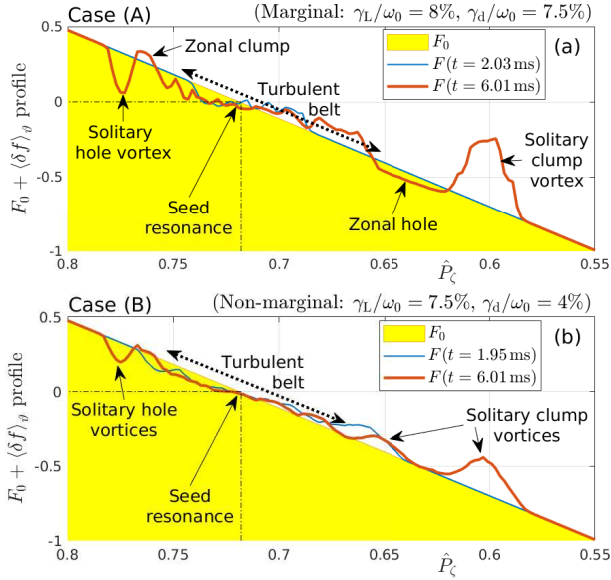 Case (A)
(Marginal: γL/ω0 = 8%, γd/ω0 = 7.5%)
0.5
0
-0.5
-1
F0 + ⟨δf⟩ϑ profile
Zonal clump
Solitary
hole vortex
Seed
resonance
Turbulent
belt
Zonal hole
Solitary
clump
vortex
F0
F(t = 2.03 ms)
F(t = 6.01 ms)
(a)
0.8
0.75
0.7
0.65
0.6
0.55
P̂ζ
Case (B)
(Non-marginal: γL/ω0 = 7.5%, γd/ω0 = 4%)
0.5
0
-0.5
-1
F0 + ⟨δf⟩ϑ profile
Solitary hole
vortices
Seed
resonance
Turbulent
belt
Solitary clump
vortices
F0
F(t = 1.95 ms)
F(t = 6.01 ms)
(b)
0.8
0.75
0.7
0.65
0.6
0.55
P̂ζ